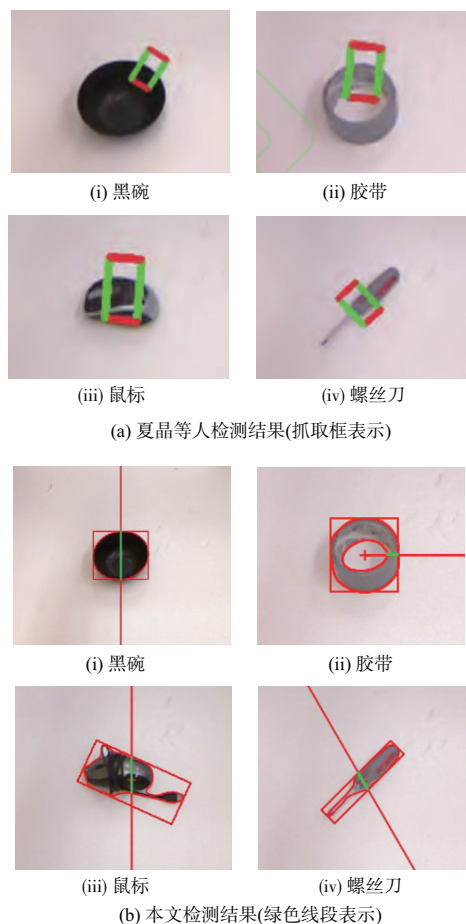 (i) 黑碗
(ii) 胶带
(iii) 鼠标
(iv) 螺丝刀
(a) 夏晶等人检测结果(抓取框表示)
(i) 黑碗
(ii) 胶带
(iii) 鼠标
(iv) 螺丝刀
(b) 本文检测结果(绿色线段表示)